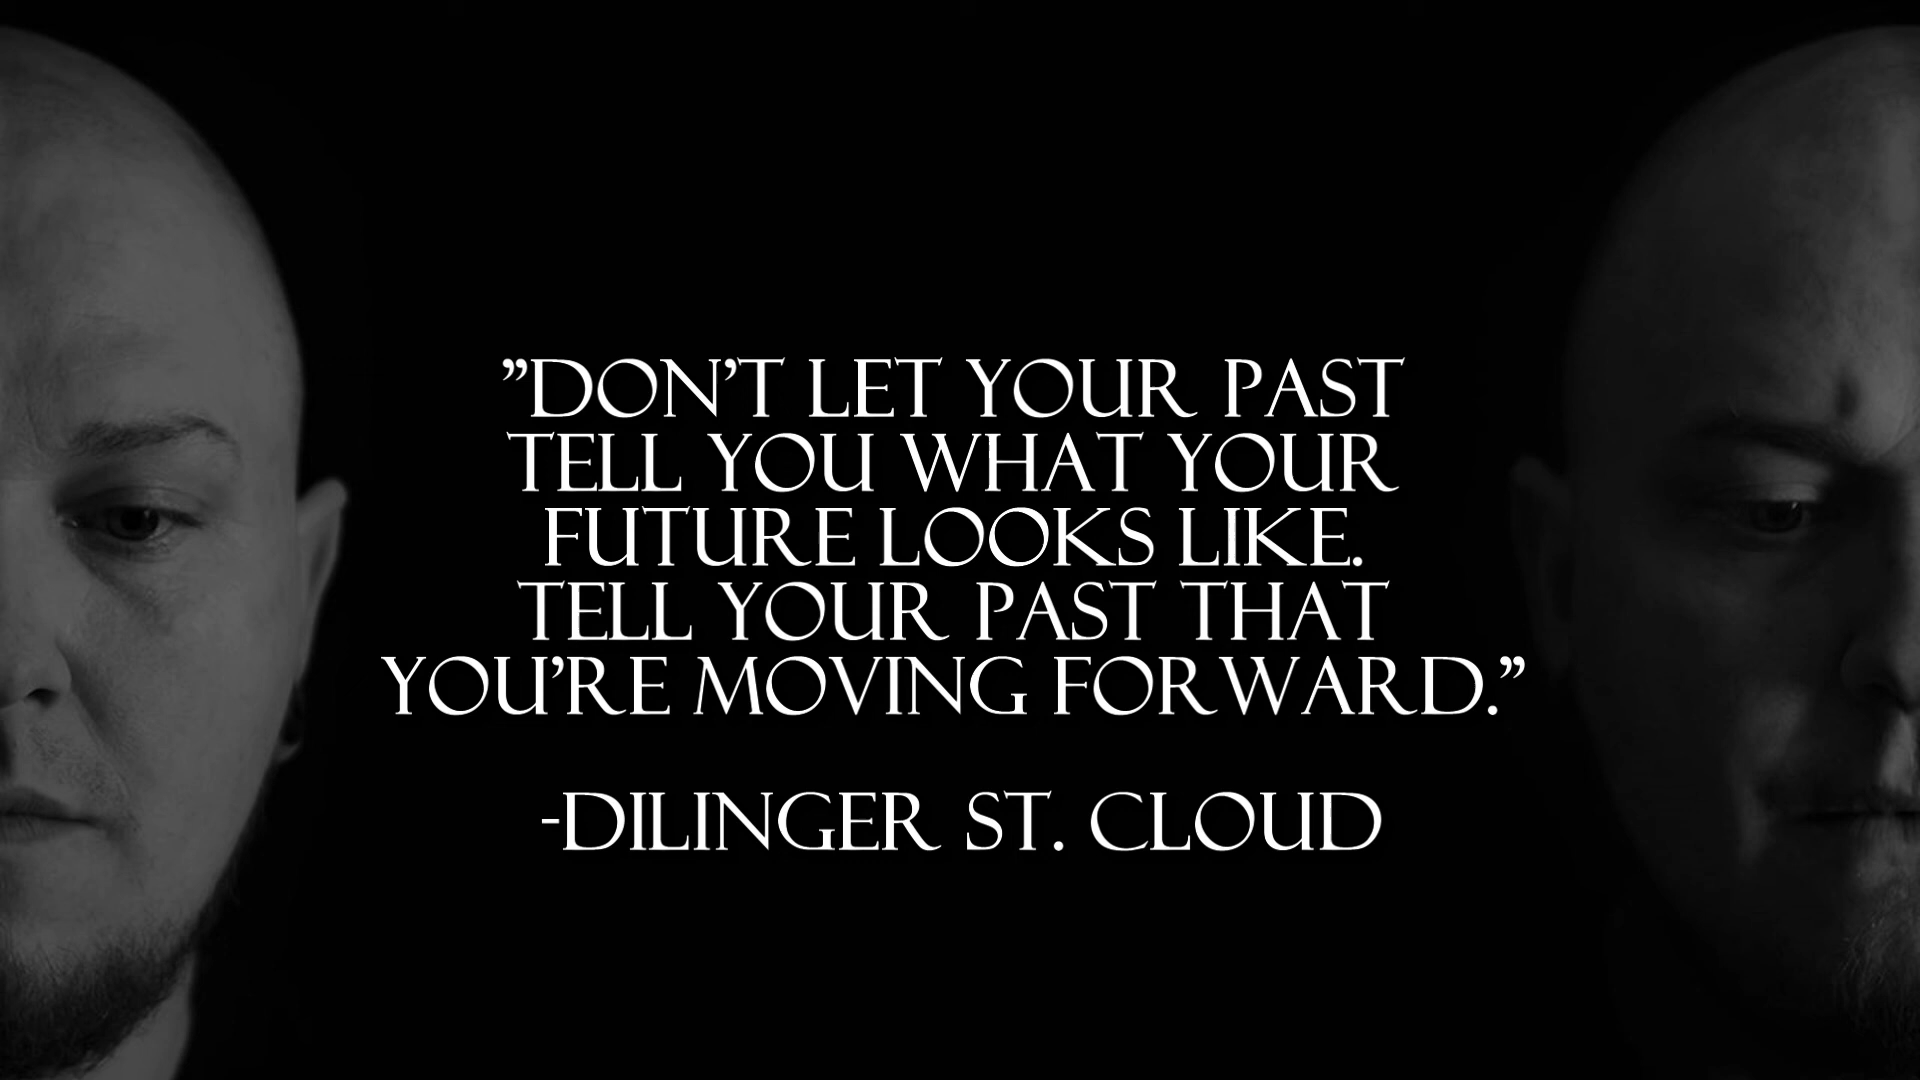 ”DON’T LET YOUR PAST
TELL YOU WHAT YOUR
FUTURE LOOKS LIKE.
TELL YOUR PAST THAT
YOU’RE MOVING FORWARD.”
-DILINGER ST. CLOUD